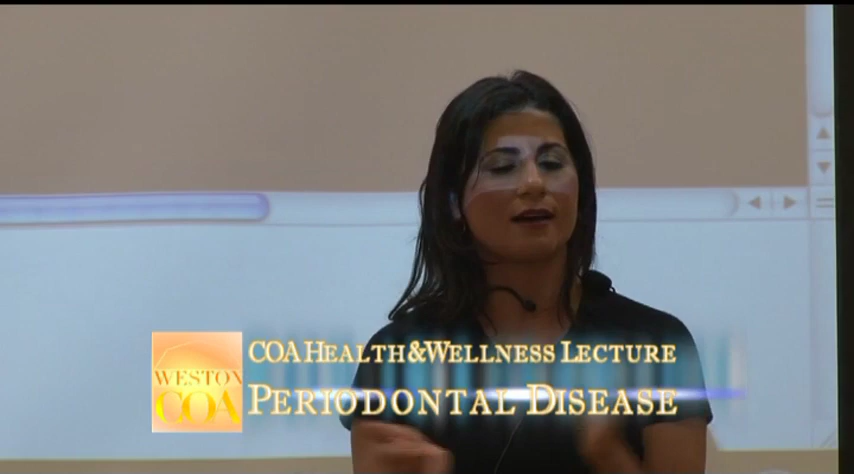 WESTON
COA
COA HEALTH & WELLNESS LECTURE
PERIODONTAL DISEASE